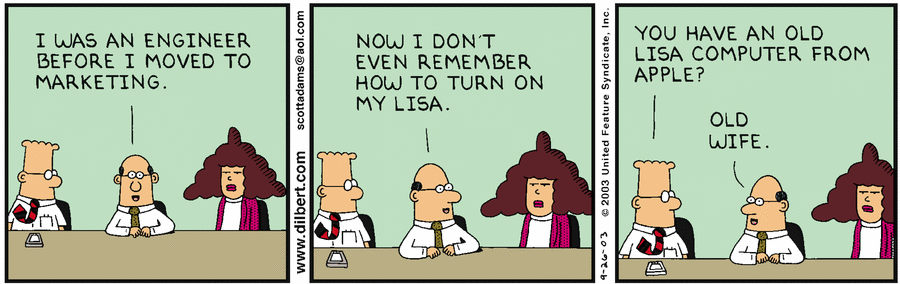 I WAS AN ENGINEER
BEFORE I MOVED TO
MARKETING.
www.dilbert.com
scottadams@aol.com
NOW I DON'T
EVEN REMEMBER
HOW TO TURN ON
MY LISA.
9-26-03 © 2003 United Feature Syndicate, Inc.
YOU HAVE AN OLD
LISA COMPUTER FROM
APPLE?
OLD
WIFE.